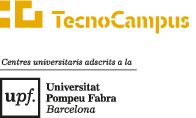 TecnoCampus
Centres universitaris adscrits a la
upf.
Universitat
Pompeu Fabra
Barcelona